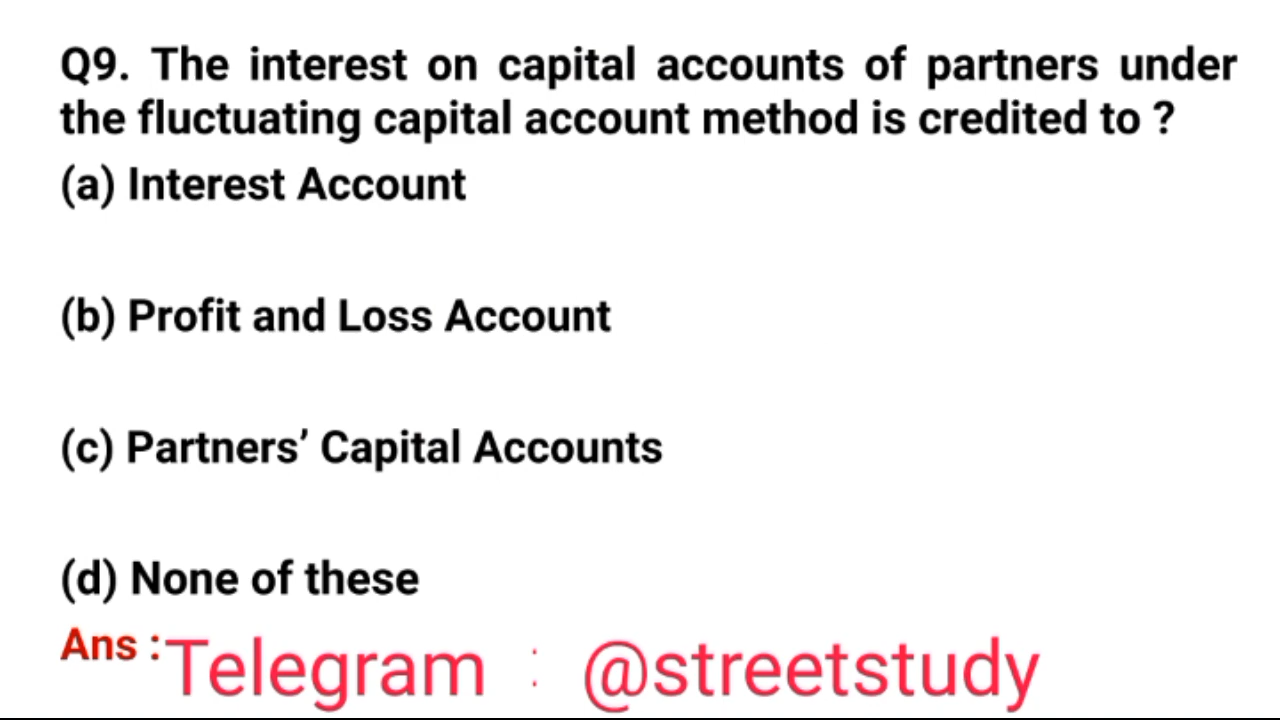 Q9. The interest on capital accounts of partners under
the fluctuating capital account method is credited to ?
(a) Interest Account
(b) Profit and Loss Account
(c) Partners’ Capital Accounts
(d) None of these
Ans : Telegram : @streetstudy